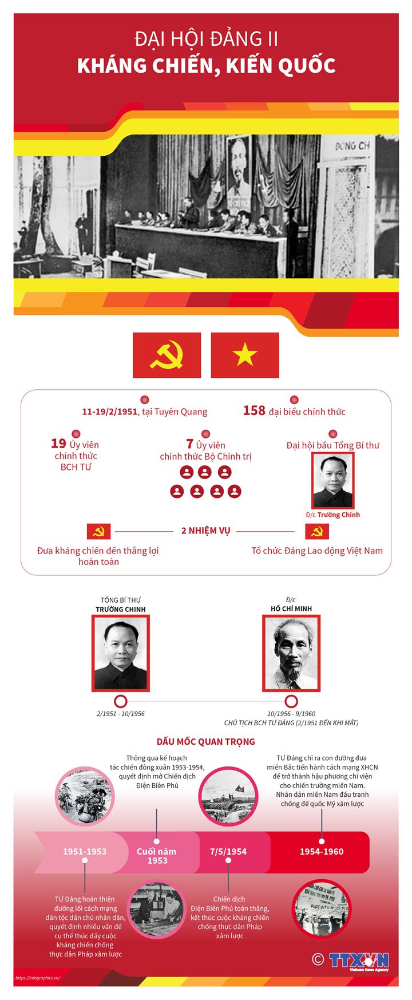 ĐẠI HỘI ĐẢNG II
KHÁNG CHIẾN, KIẾN QUỐC
ĐỒNG CH
11-19/2/1951, tại Tuyên Quang
158 đại biểu chính thức
19 Ủy viên
chính thức
BCH TƯ
7 Ủy viên
chính thức Bộ Chính trị
Đại hội bầu Tổng Bí thư
Đ/c Trường Chinh
2 NHIỆM VỤ
Đưa kháng chiến đến thắng lợi
hoàn toàn
Tổ chức Đảng Lao động Việt Nam
TỔNG BÍ THƯ
TRƯỜNG CHINH
Đ/c
HỒ CHÍ MINH
2/1951 - 10/1956
10/1956 - 9/1960
CHỦ TỊCH BCH TƯ ĐẢNG (2/1951 ĐẾN KHI MẤT)
DẤU MỐC QUAN TRỌNG
Thông qua kế hoạch
tác chiến đông xuân 1953-1954,
quyết định mở Chiến dịch
Điện Biên Phủ
TƯ Đảng chỉ ra con đường đưa
miền Bắc tiến hành cách mạng XHCN
để trở thành hậu phương chi viện
cho chiến trường miền Nam.
Nhân dân miền Nam đấu tranh
chống đế quốc Mỹ xâm lược
1951-1953
Cuối năm
1953
7/5/1954
1954-1960
TƯ Đảng hoàn thiện
đường lối cách mạng
dân tộc dân chủ nhân dân,
quyết định nhiều vấn đề
cụ thể thúc đẩy cuộc
kháng chiến chống
thực dân Pháp xâm lược
Chiến dịch
Điện Biên Phủ toàn thắng,
kết thúc cuộc kháng chiến
chống thực dân Pháp
xâm lược
© TTXVN
Vietnam News Agency
https://infographics.vn/